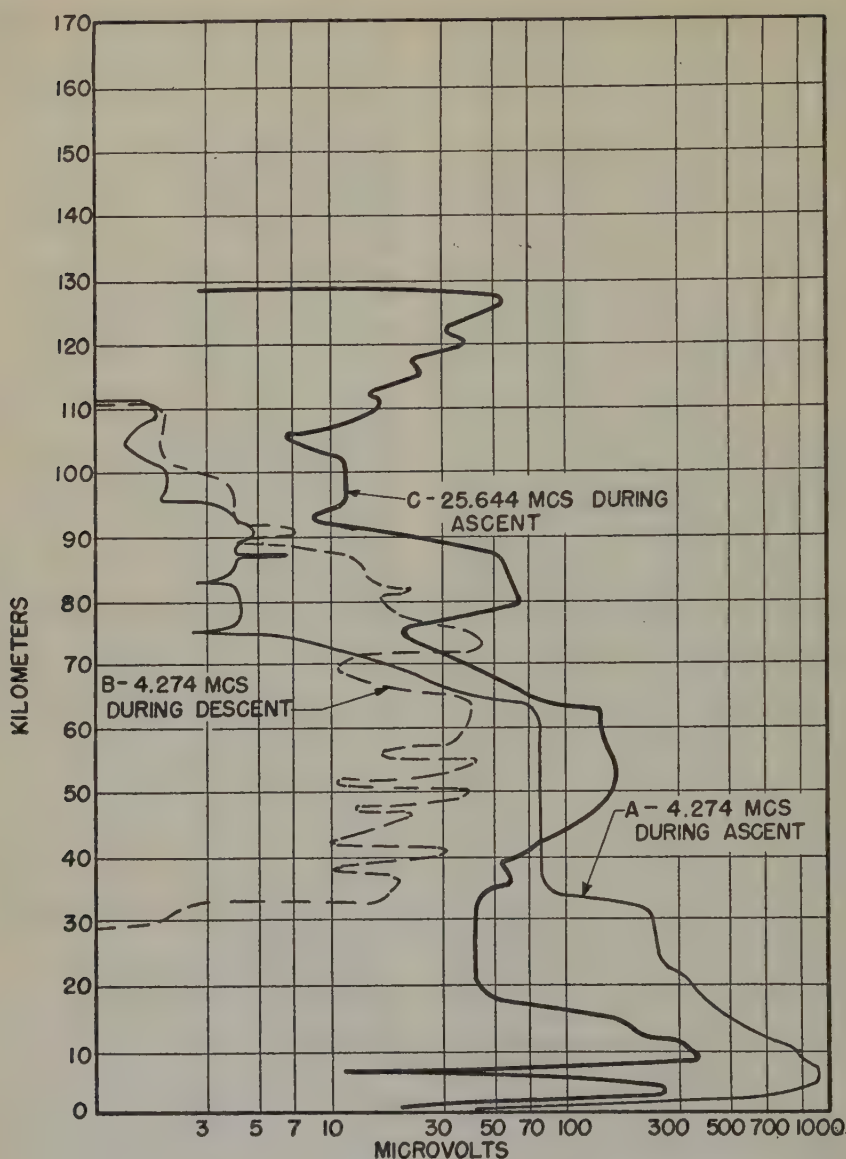 170
160
150
140
130
120
110
100
90
80
70
60
50
40
30
20
10
0
KILOMETERS
C-25.644 MCS DURING
ASCENT
B-4.274 MCS
DURING DESCENT
A-4.274 MCS
DURING ASCENT
3 5 7 10 30 50 70 100 300 500 700 1000
MICROVOLTS